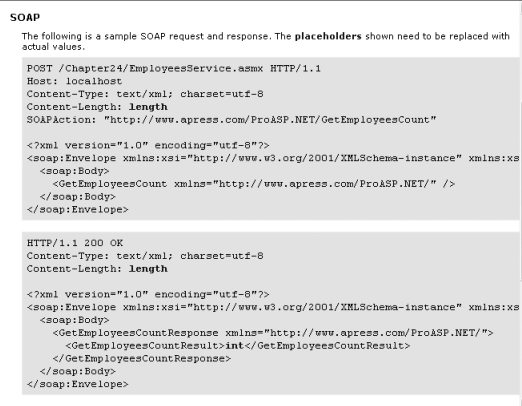 SOAP
The following is a sample SOAP request and response. The placeholders shown need to be replaced with
actual values.
POST /Chapter24/EmployeesService.asmx HTTP/1.1
Host: localhost
Content-Type: text/xml; charset=utf-8
Content-Length: length
SOAPAction: "http://www.apress.com/ProASP.NET/GetEmployeesCount"
<?xml version="1.0" encoding="utf-8"?>
<soap:Envelope xmlns:xsi="http://www.w3.org/2001/XMLSchema-instance" xmlns:xs
<soap:Body>
<GetEmployeesCount xmlns="http://www.apress.com/ProASP.NET/" />
</soap:Body>
</soap:Envelope>
HTTP/1.1 200 OK
Content-Type: text/xml; charset=utf-8
Content-Length: length
<?xml version="1.0" encoding="utf-8"?>
<soap:Envelope xmlns:xsi="http://www.w3.org/2001/XMLSchema-instance" xmlns:xs
<soap:Body>
<GetEmployeesCountResponse xmlns="http://www.apress.com/ProASP.NET/">
<GetEmployeesCountResult>int</GetEmployeesCountResult>
</GetEmployeesCountResponse>
</soap:Body>
</soap:Envelope>